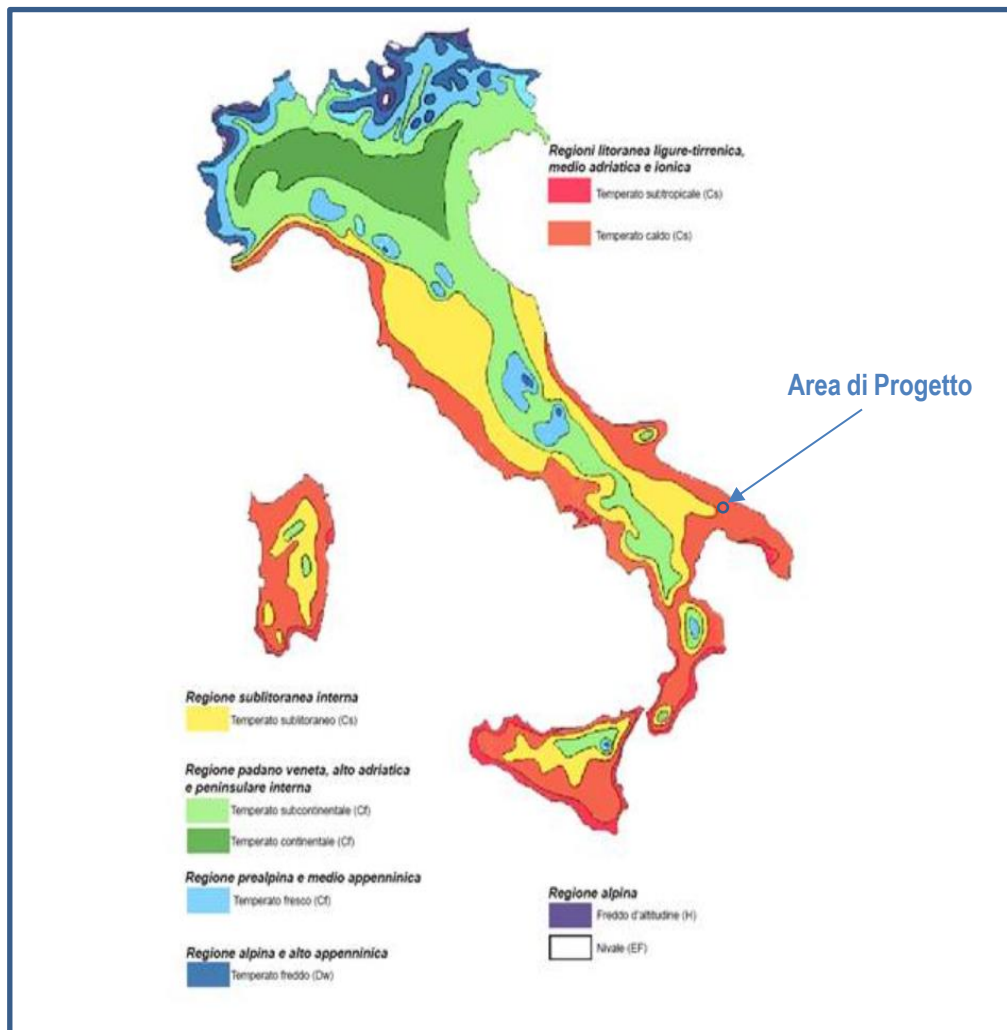 Regioni litoranea ligure-tirrenica,
medio adriatica e ionica
Temperato subtropicale (Cs)
Temperato caldo (Cs)
Area di Progetto
Regione sublitoranea interna
Temperato sublitoraneo (Cs)
Regione padano veneta, alto adriatica
e peninsulare interna
Temperato subcontinentale (Cf)
Temperato continentale (Cf)
Regione prealpina e medio appenninica
Temperato fresco (Cf)
Regione alpina e alto appenninica
Temperato freddo (Dw)
Regione alpina
Freddo d'altitudine (H)
Nivale (EF)